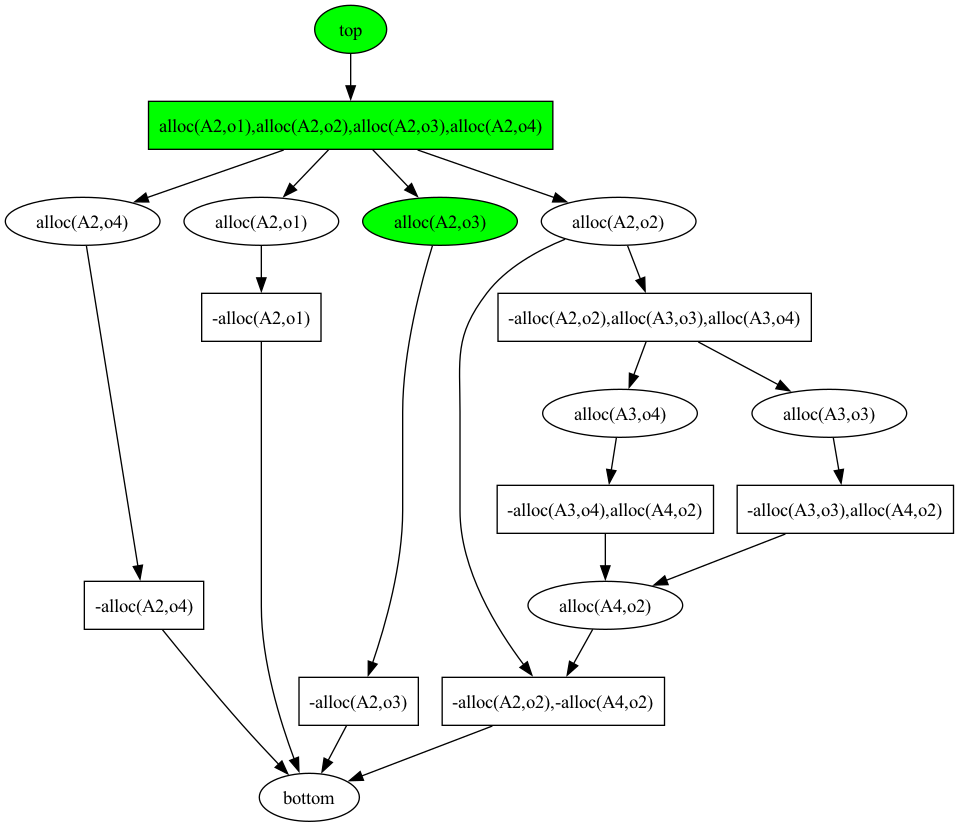 top
alloc(A2,o1),alloc(A2,o2),alloc(A2,o3),alloc(A2,o4)
alloc(A2,o4)
alloc(A2,o1)
alloc(A2,o3)
alloc(A2,o2)
-alloc(A2,o1)
-alloc(A2,o2),alloc(A3,o3),alloc(A3,o4)
alloc(A3,o4)
alloc(A3,o3)
-alloc(A3,o4),alloc(A4,o2)
-alloc(A3,o3),alloc(A4,o2)
-alloc(A2,o4)
alloc(A4,o2)
-alloc(A2,o3)
-alloc(A2,o2),-alloc(A4,o2)
bottom